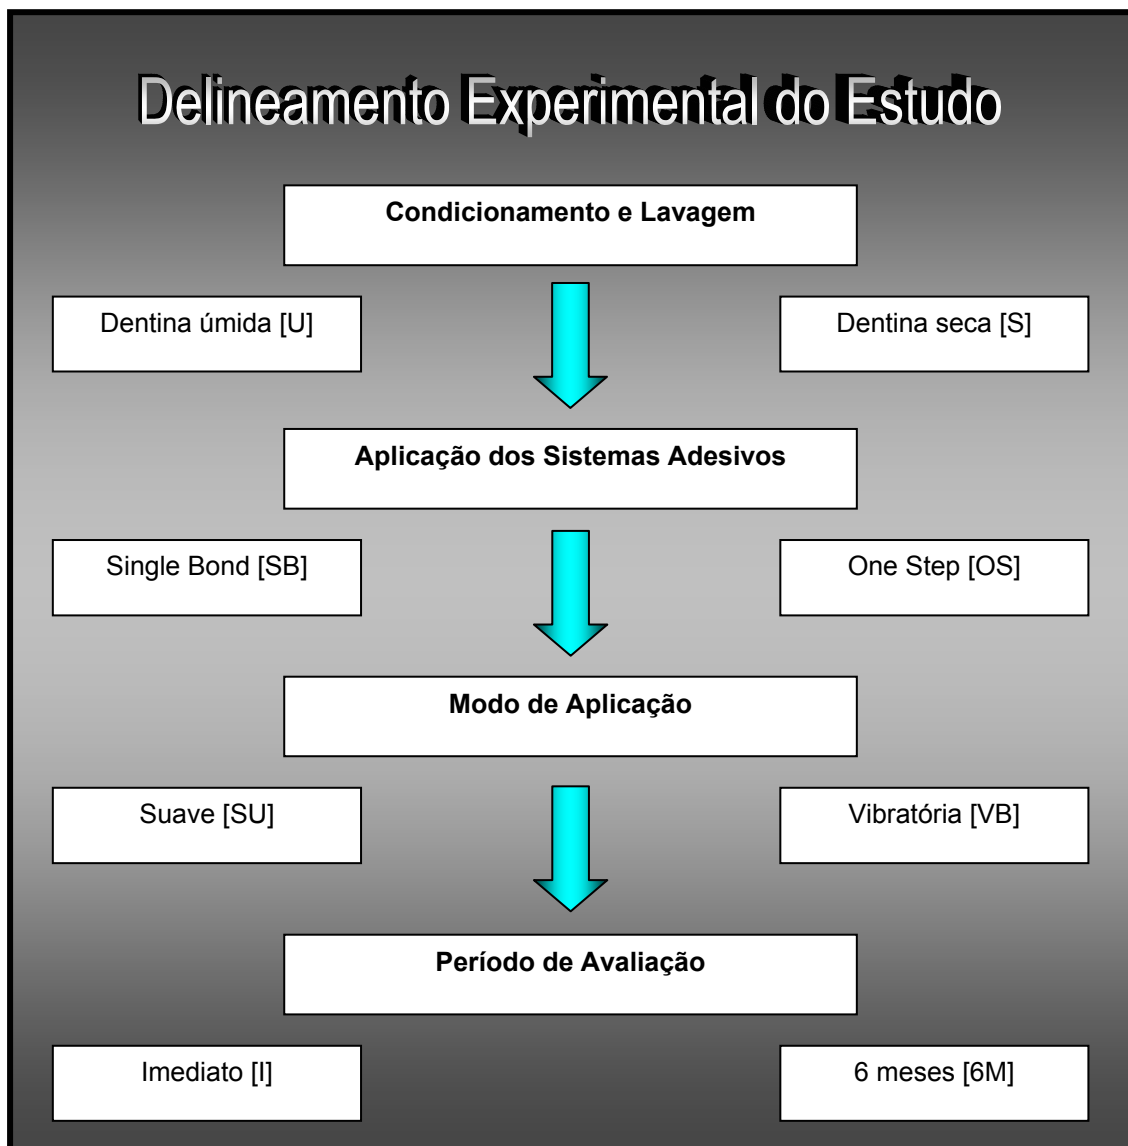 Delineamento Experimental do Estudo
Condicionamento e Lavagem
Dentina úmida [U]
Dentina seca [S]
Aplicação dos Sistemas Adesivos
Single Bond [SB]
One Step [OS]
Modo de Aplicação
Suave [SU]
Vibratória [VB]
Período de Avaliação
Imediato [I]
6 meses [6M]